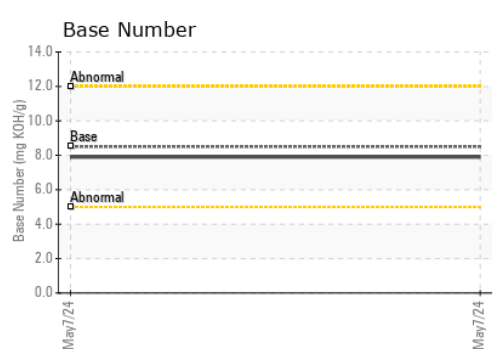 Base Number
14.0
Abnormal
12.0
10.0
Base
8.0
6.0
Abnormal
4.0
2.0
0.0
Base Number (mg KOH/g)
May7/24
May7/24